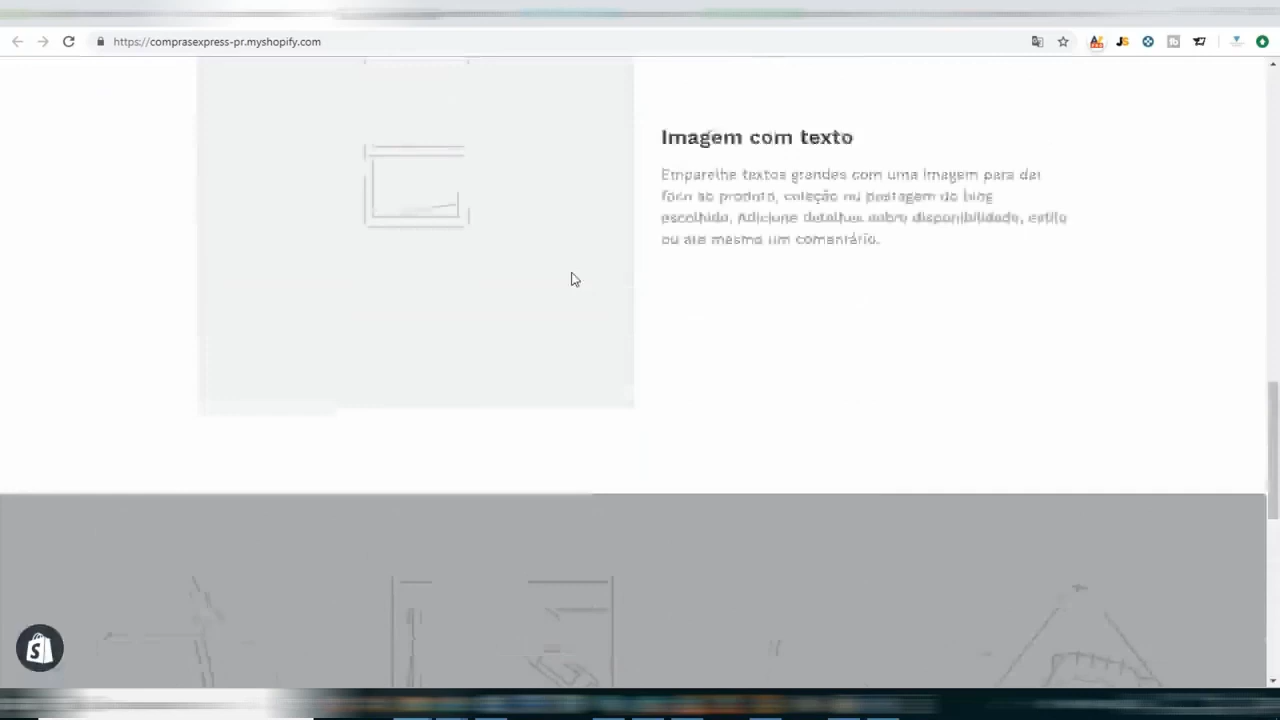 https://comprasexpress-pr.myshopify.com
Imagem com texto
Emparelhe textos grandes com uma imagem para dar
foco ao produto, coleção ou postagem do blog
escolhido. Adicione detalhes sobre disponibilidade, estilo
ou até mesmo um comentário.